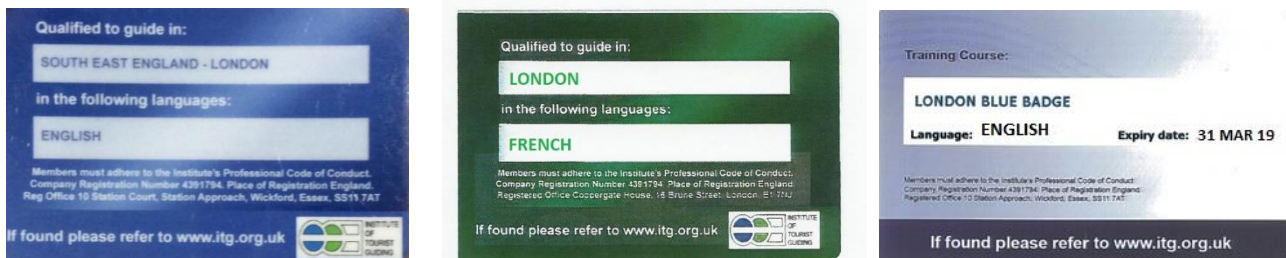 Qualified to guide in:
SOUTH EAST ENGLAND - LONDON
in the following languages:
ENGLISH
Members must adhere to the Institute's Professional Code of Conduct.
Company Registration Number 4391794. Place of Registration England.
Reg Office 10 Station Court, Station Approach, Wickford, Essex, SS11 7AT
If found please refer to www.itg.org.uk
INSTITUTE
OF
TOURIST
GUIDING
Qualified to guide in:
LONDON
in the following languages:
FRENCH
Members must adhere to the Institute's Professional Code of Conduct.
Company Registration Number 4391794. Place of Registration England.
Registered Office Coppergate House, 16 Brune Street, London, E1 7NJ
If found please refer to www.itg.org.uk
INSTITUTE
OF
TOURIST
GUIDING
Training Course:
LONDON BLUE BADGE
Language: ENGLISH Expiry date: 31 MAR 19
Members must adhere to the Institute's Professional Code of Conduct.
Company Registration Number 4391794. Place of Registration England.
Registered Office 10 Station Approach, Wickford, Essex, SS11 7AT
If found please refer to www.itg.org.uk